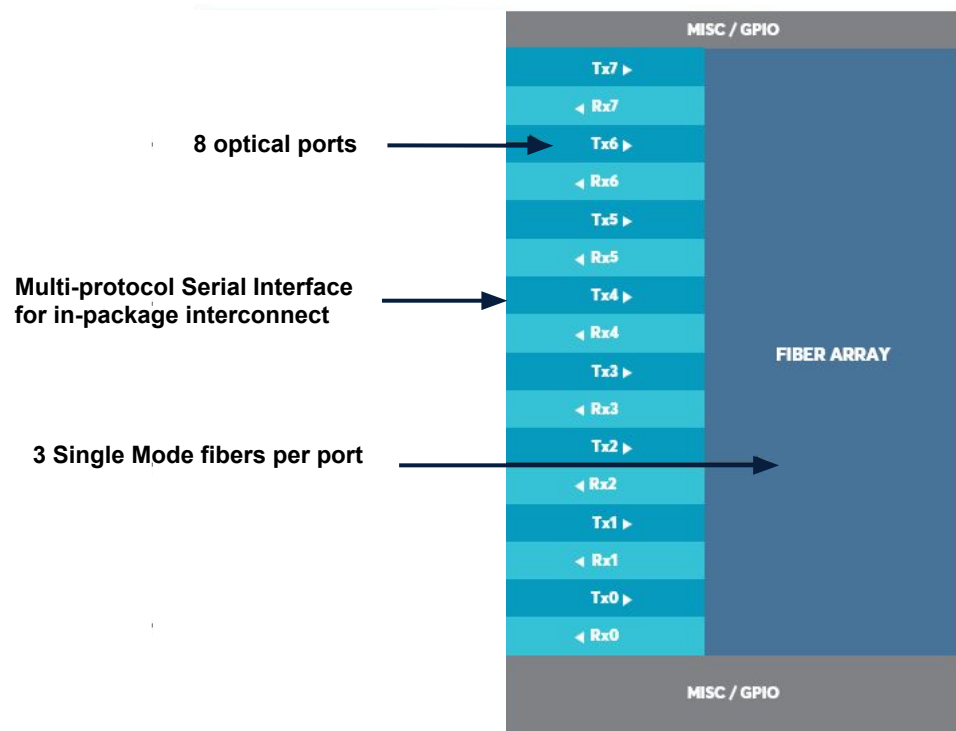 MISC / GPIO
Tx7 ▶
◀ Rx7
8 optical ports
Tx6 ▶
◀ Rx6
Tx5 ▶
◀ Rx5
Multi-protocol Serial Interface
for in-package interconnect
Tx4 ▶
◀ Rx4
FIBER ARRAY
Tx3 ▶
◀ Rx3
3 Single Mode fibers per port
Tx2 ▶
◀ Rx2
Tx1 ▶
◀ Rx1
Tx0 ▶
◀ Rx0
MISC / GPIO